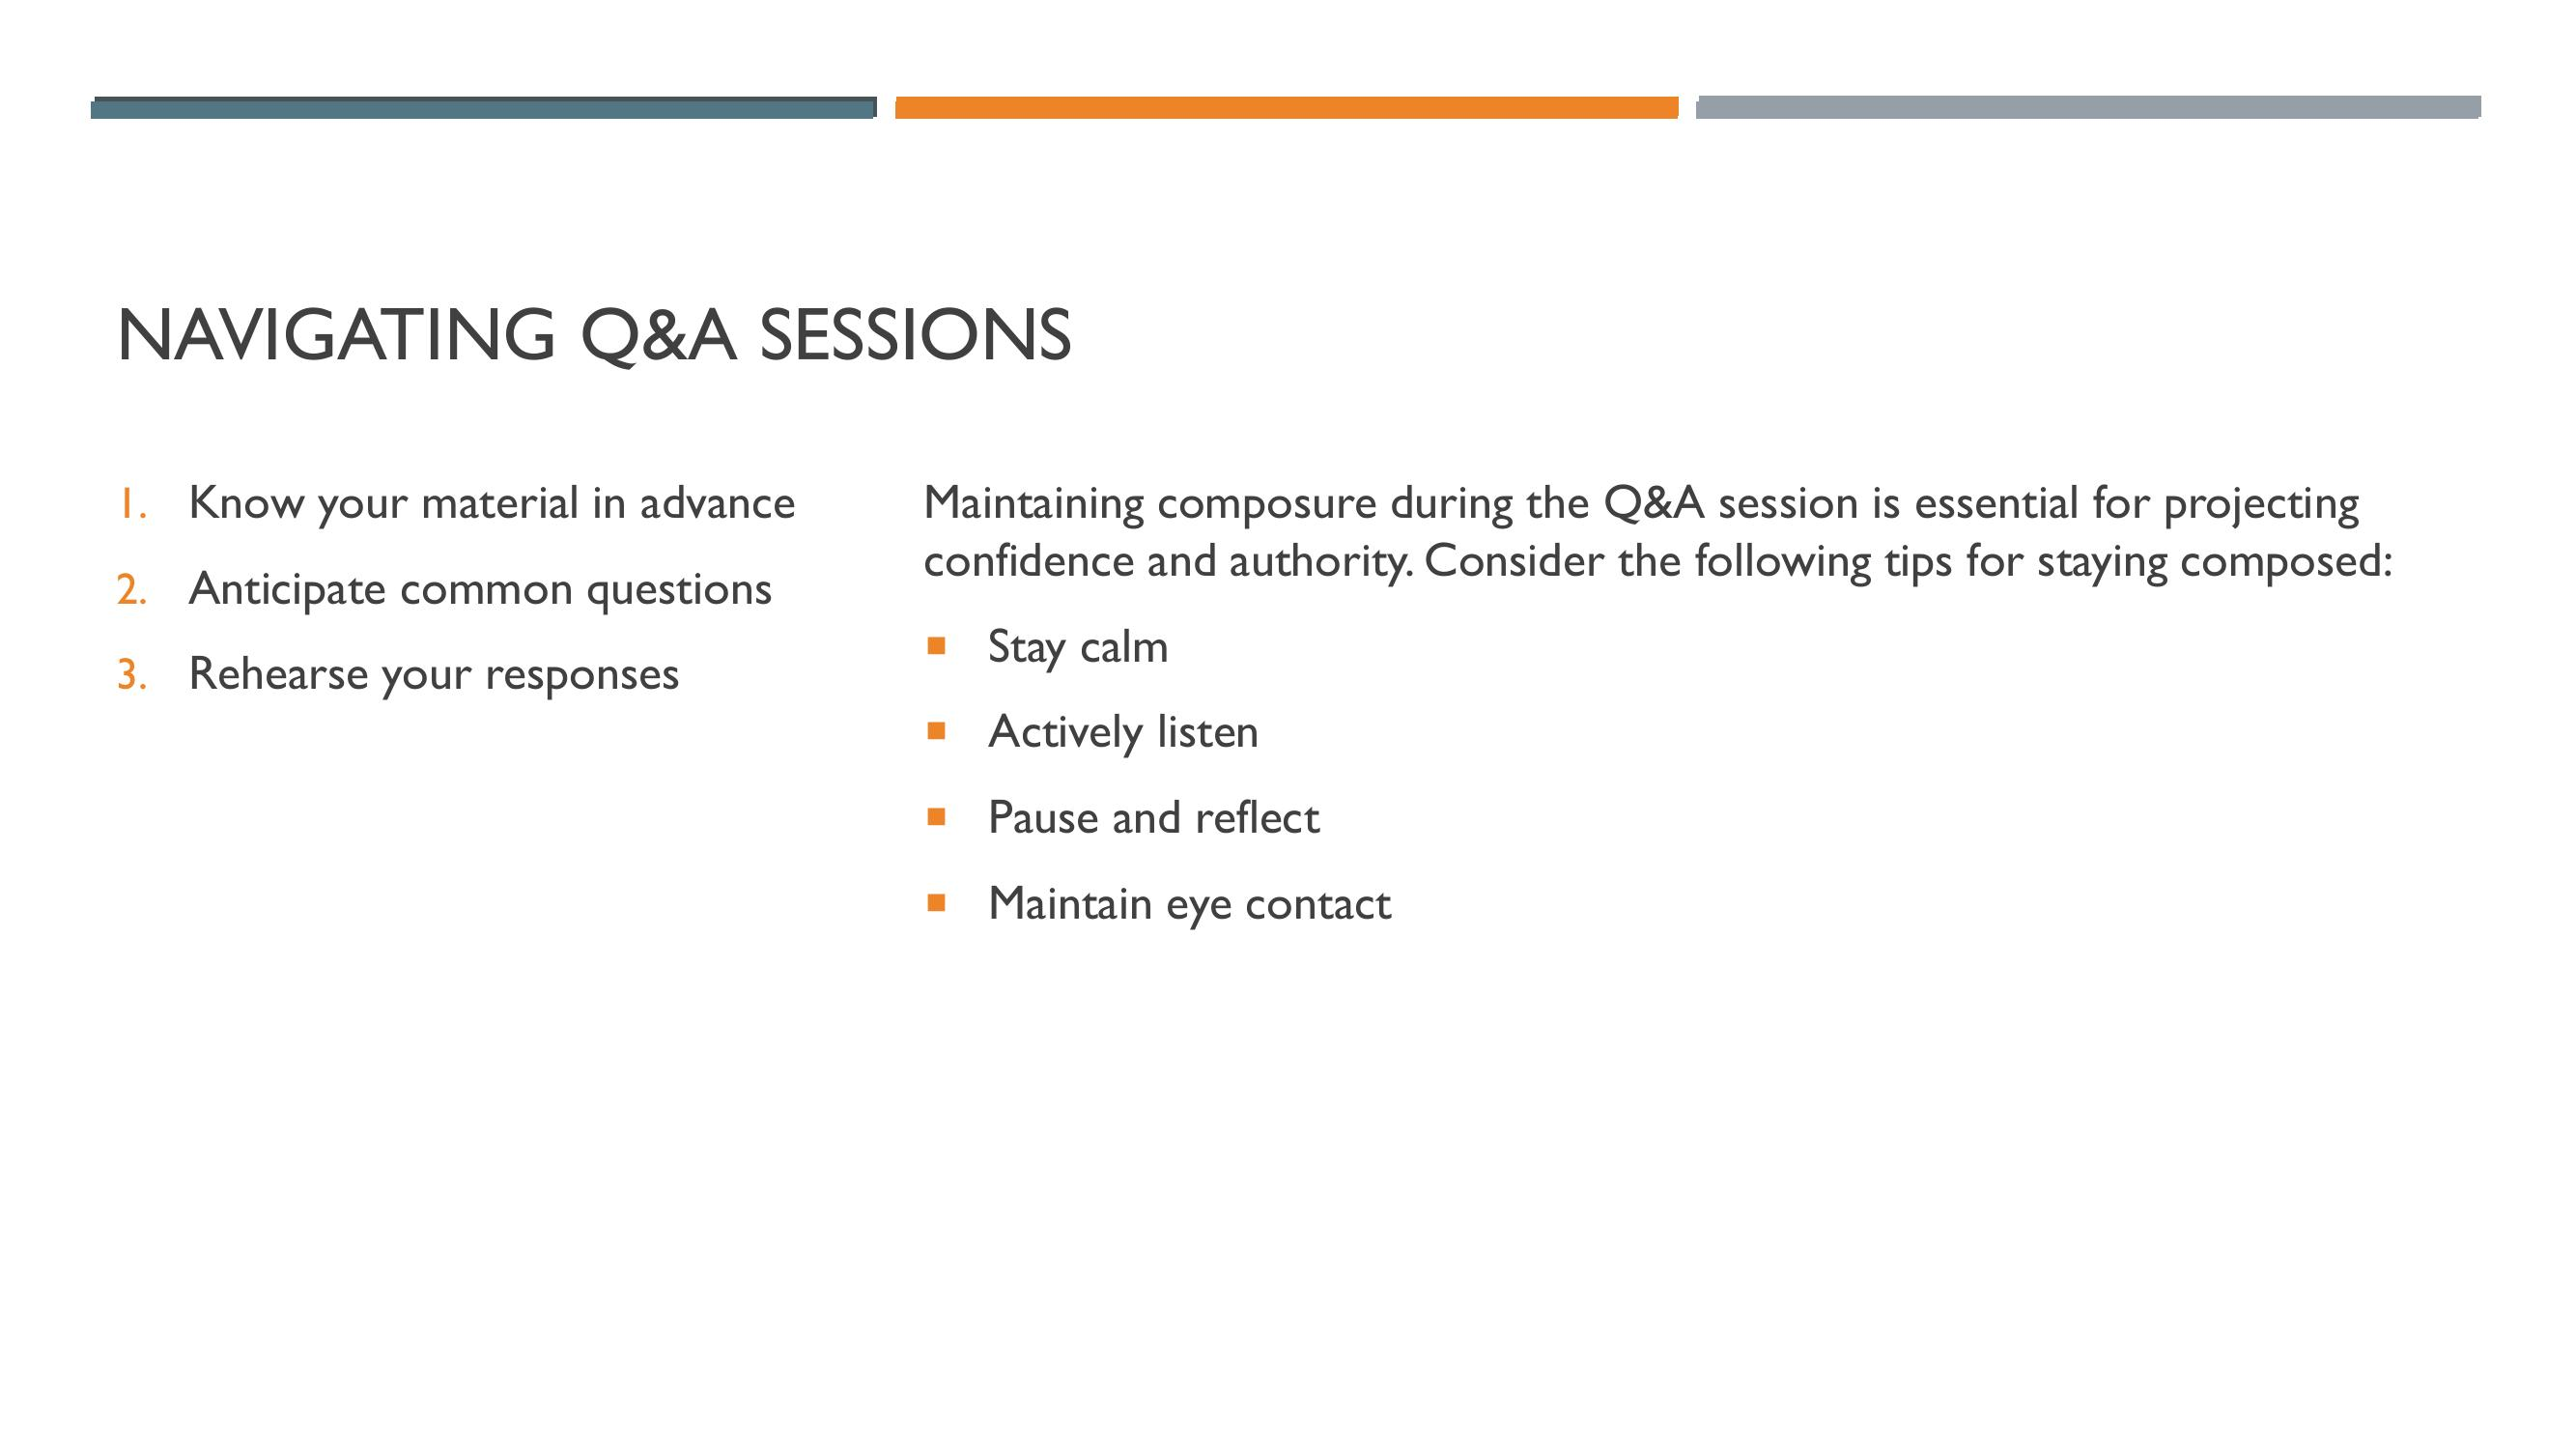 NAVIGATING Q&A SESSIONS
1. Know your material in advance
2. Anticipate common questions
3. Rehearse your responses
Maintaining composure during the Q&A session is essential for projecting
confidence and authority. Consider the following tips for staying composed:
▪ Stay calm
▪ Actively listen
▪ Pause and reflect
▪ Maintain eye contact